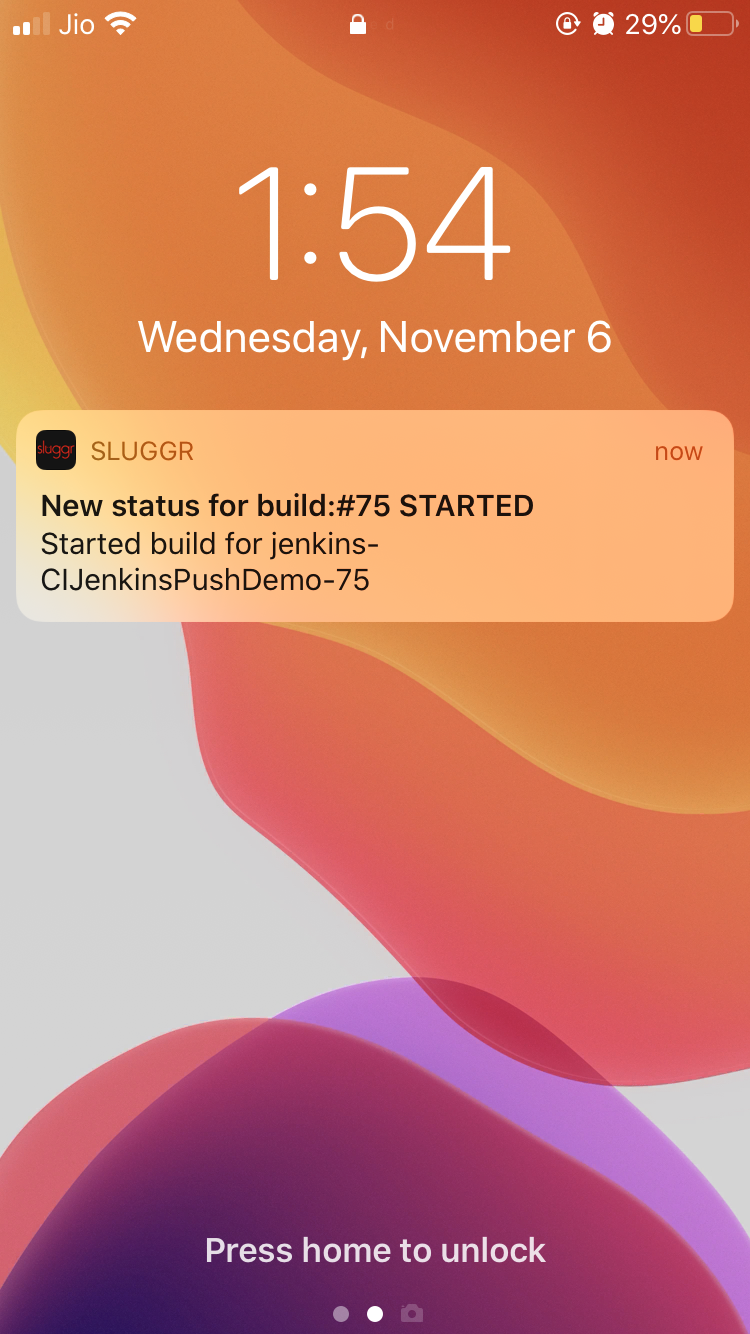 Jio 29%
1:54
Wednesday, November 6
sluggr SLUGGR now
New status for build:#75 STARTED
Started build for jenkins-
CIJenkinsPushDemo-75
Press home to unlock